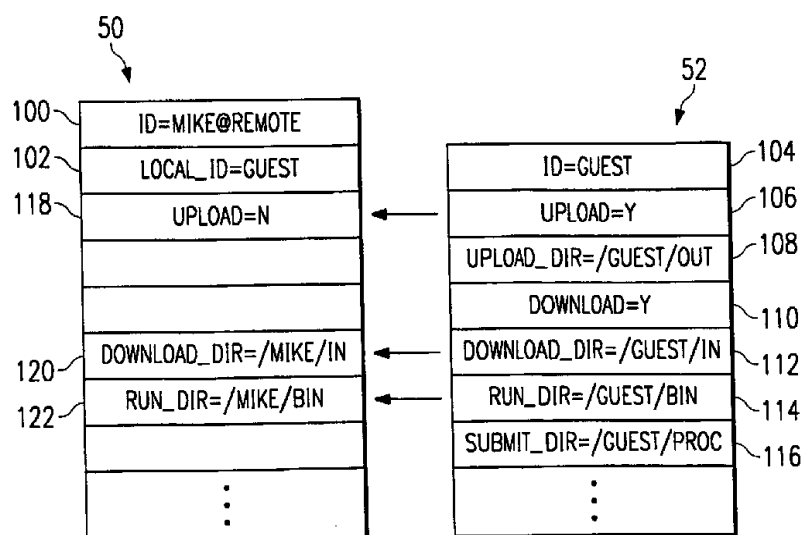 50
100
ID=MIKE@REMOTE
102
LOCAL_ID=GUEST
118
UPLOAD=N
120
DOWNLOAD_DIR=/MIKE/IN
122
RUN_DIR=/MIKE/BIN
52
ID=GUEST
104
UPLOAD=Y
106
UPLOAD_DIR=/GUEST/OUT
108
DOWNLOAD=Y
110
DOWNLOAD_DIR=/GUEST/IN
112
RUN_DIR=/GUEST/BIN
114
SUBMIT_DIR=/GUEST/PROC
116